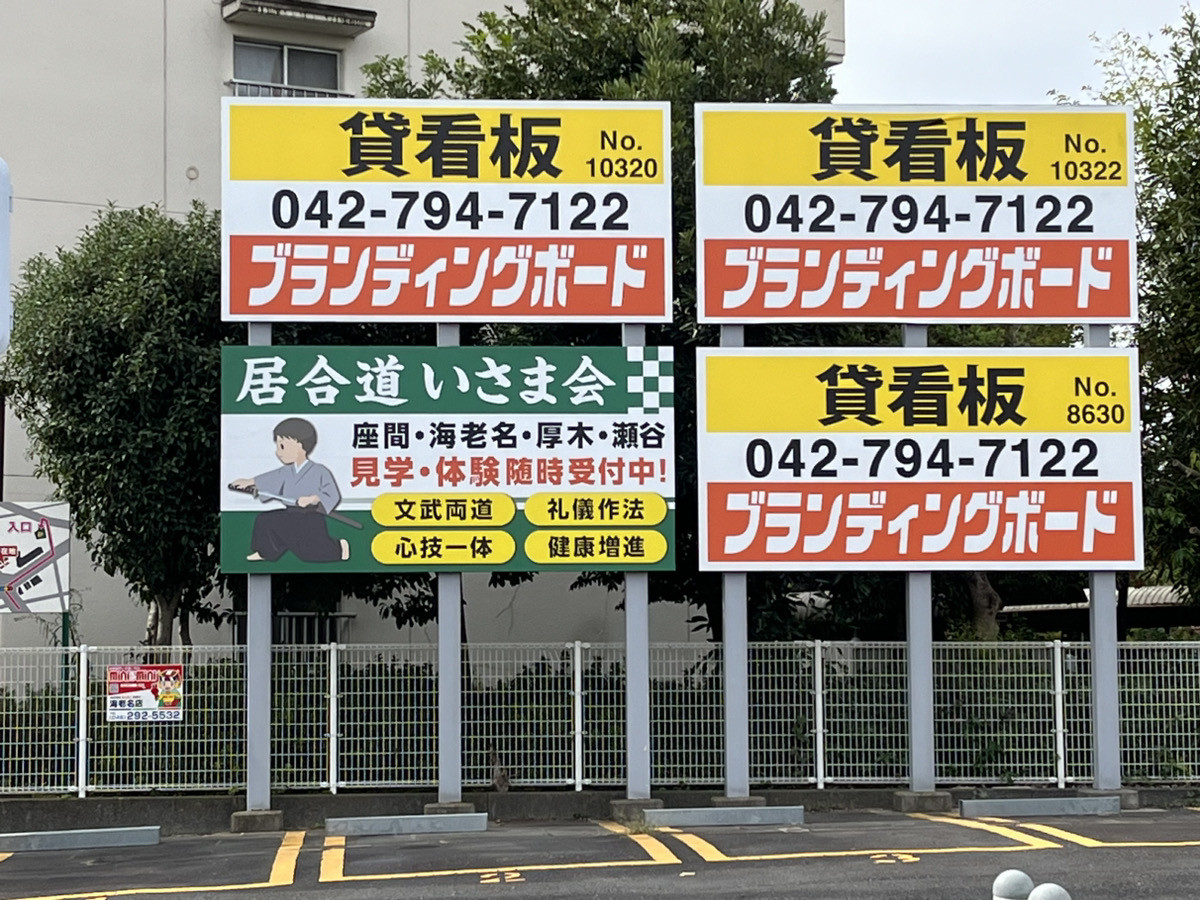 貸看板
No.
10320
042-794-7122
ブランディングボード
貸看板
No.
10322
042-794-7122
ブランディングボード
居合道 いさま会
座間・海老名・厚木・瀬谷
見学・体験随時受付中!
文武両道
礼儀作法
心技一体
健康増進
貸看板
No.
8630
042-794-7122
ブランディングボード
入口
mini mini
海老名店
292-5532